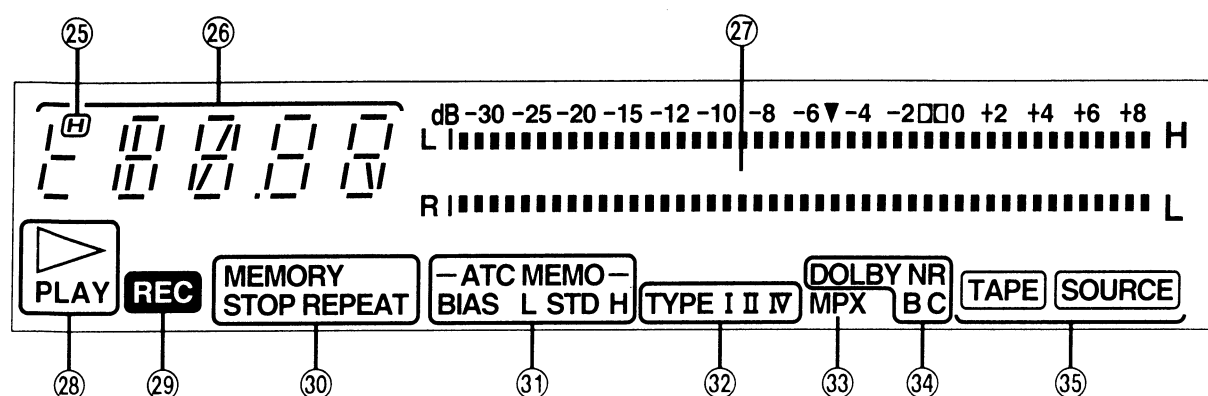 25 26 27
H
dB -30 -25 -20 -15 -12 -10 -8 -6 ▼ -4 -2 0 +2 +4 +6 +8
L H
R L
PLAY REC
MEMORY
STOP REPEAT
— ATC MEMO —
BIAS L STD H
TYPE I II IV
DOLBY NR
MPX B C
TAPE SOURCE
28 29 30 31 32 33 34 35